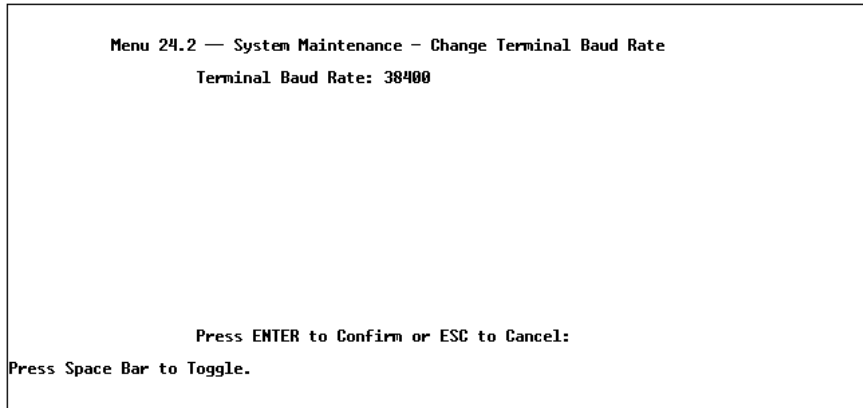 Menu 24.2 -- System Maintenance - Change Terminal Baud Rate
Terminal Baud Rate: 38400
Press ENTER to Confirm or ESC to Cancel:
Press Space Bar to Toggle.